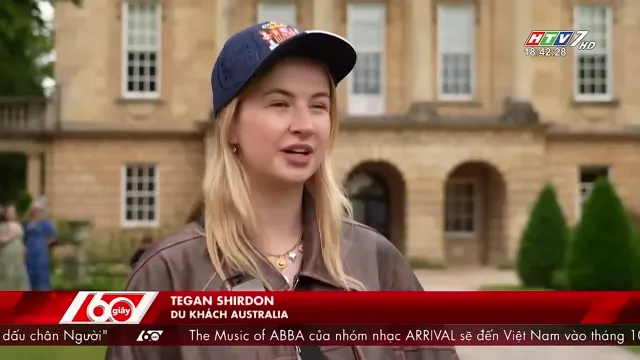 HTV7 HD
18:42:28
60 giây
TEGAN SHIRDON
DU KHÁCH AUSTRALIA
dấu chân Người" 60 The Music of ABBA của nhóm nhạc ARRIVAL sẽ đến Việt Nam vào tháng 10